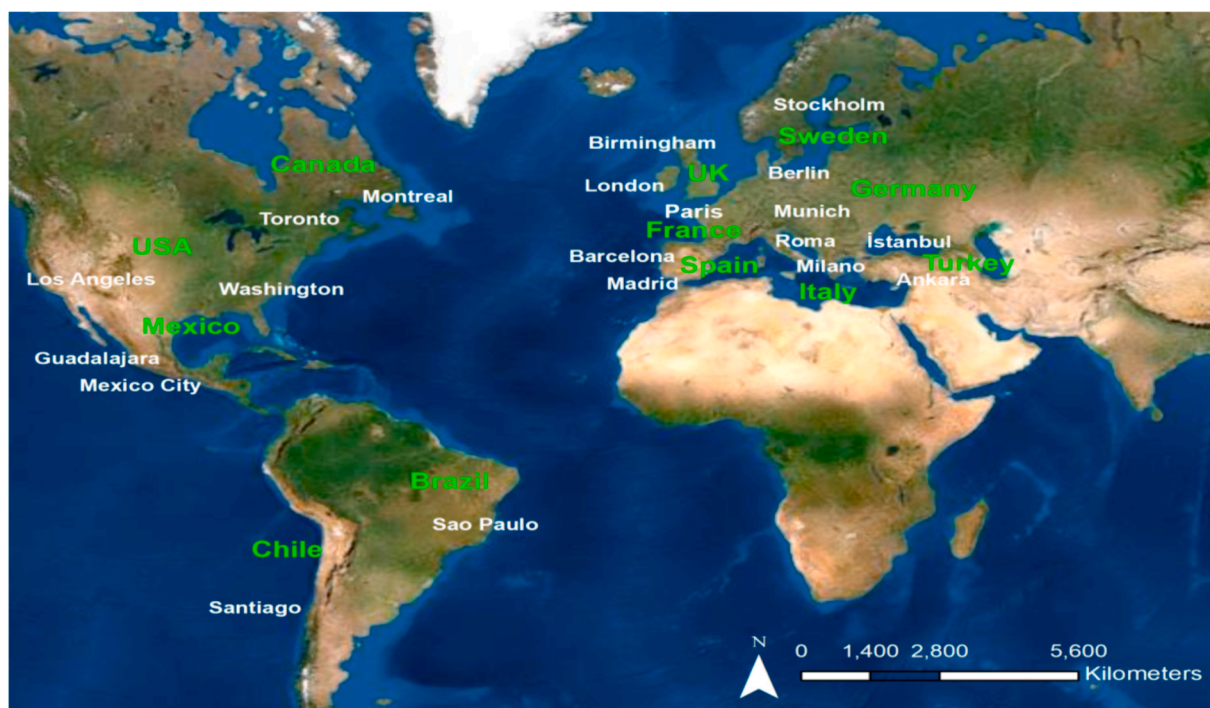 Stockholm
Sweden
Birmingham
Canada
UK
Berlin
London
Germany
Montreal
Paris
Munich
Toronto
France
USA
Roma
İstanbul
Barcelona
Spain
Milano
Turkey
Los Angeles
Washington
Madrid
Italy
Ankara
Mexico
Guadalajara
Mexico City
Brazil
Sao Paulo
Chile
Santiago
N
0 1,400 2,800 5,600
Kilometers